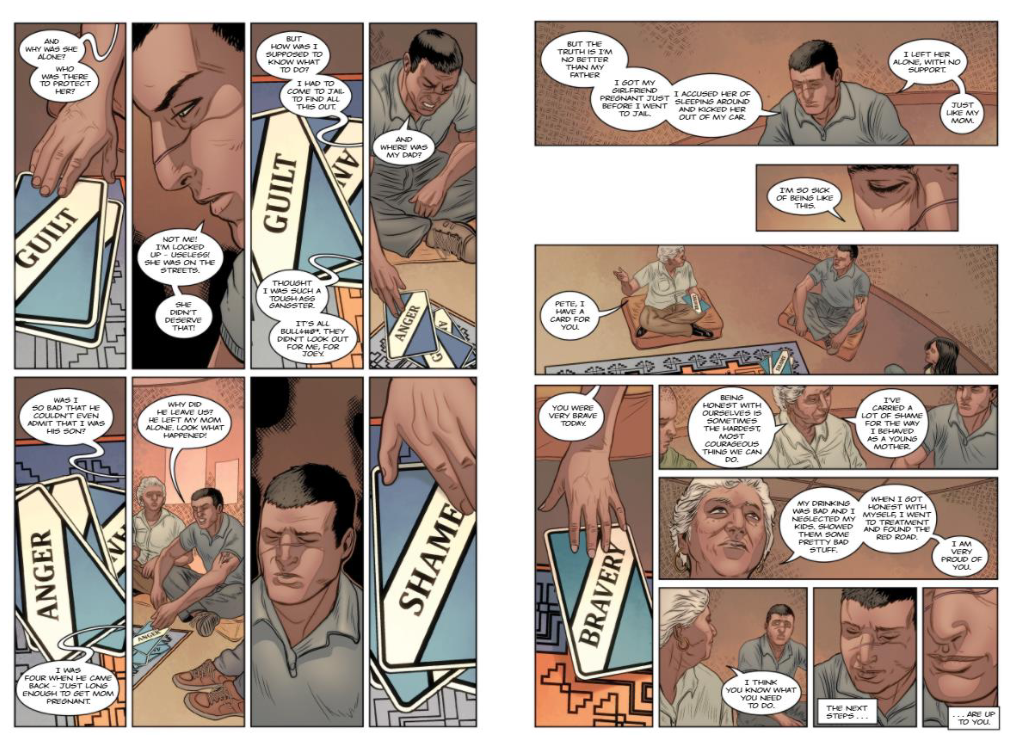 AND
WHY WAS SHE
ALONE?
WHO
WAS THERE
TO PROTECT
HER?
GUILT
NOT ME!
I'M LOCKED
UP - USELESS!
SHE WAS ON THE
STREETS.
SHE
DIDN'T
DESERVE
THAT!
BUT
HOW WAS I
SUPPOSED TO
KNOW WHAT
TO DO?
I HAD TO
COME TO JAIL
TO FIND ALL
THIS OUT.
GUILT
AN
THOUGHT
I WAS SUCH A
TOUGH-ASS
GANGSTER.
IT'S ALL
BULL$#@*. THEY
DIDN'T LOOK OUT
FOR ME, FOR
JOEY.
AND
WHERE WAS
MY DAD?
ANGER
G
AN
WAS I
SO BAD THAT HE
COULDN'T EVEN
ADMIT THAT I WAS
HIS SON?
ANGER
I WAS
FOUR WHEN HE CAME
BACK - JUST LONG
ENOUGH TO GET MOM
PREGNANT.
WHY DID
HE LEAVE US?
HE LEFT MY MOM
ALONE. LOOK WHAT
HAPPENED!
ANGER
SHAME
BUT THE
TRUTH IS I'M
NO BETTER
THAN MY
FATHER
I GOT MY
GIRLFRIEND
PREGNANT JUST
BEFORE I WENT
TO JAIL.
I ACCUSED HER OF
SLEEPING AROUND
AND KICKED HER
OUT OF MY CAR.
I LEFT HER
ALONE, WITH NO
SUPPORT.
JUST
LIKE MY
MOM.
I'M SO SICK
OF BEING LIKE
THIS.
PETE, I
HAVE A
CARD FOR
YOU.
YOU WERE
VERY BRAVE
TODAY.
BRAVERY
BEING
HONEST WITH
OURSELVES IS
SOMETIMES
THE HARDEST,
MOST
COURAGEOUS
THING WE CAN
DO.
I'VE
CARRIED A
LOT OF SHAME
FOR THE WAY
I BEHAVED
AS A YOUNG
MOTHER.
MY DRINKING
WAS BAD AND I
NEGLECTED MY
KIDS. SHOWED
THEM SOME
PRETTY BAD
STUFF.
WHEN I GOT
HONEST WITH
MYSELF, I WENT
TO TREATMENT
AND FOUND THE
RED ROAD.
I AM
VERY
PROUD OF
YOU.
I THINK
YOU KNOW WHAT
YOU NEED
TO DO.
THE NEXT
STEPS . . .
. . . ARE UP
TO YOU.